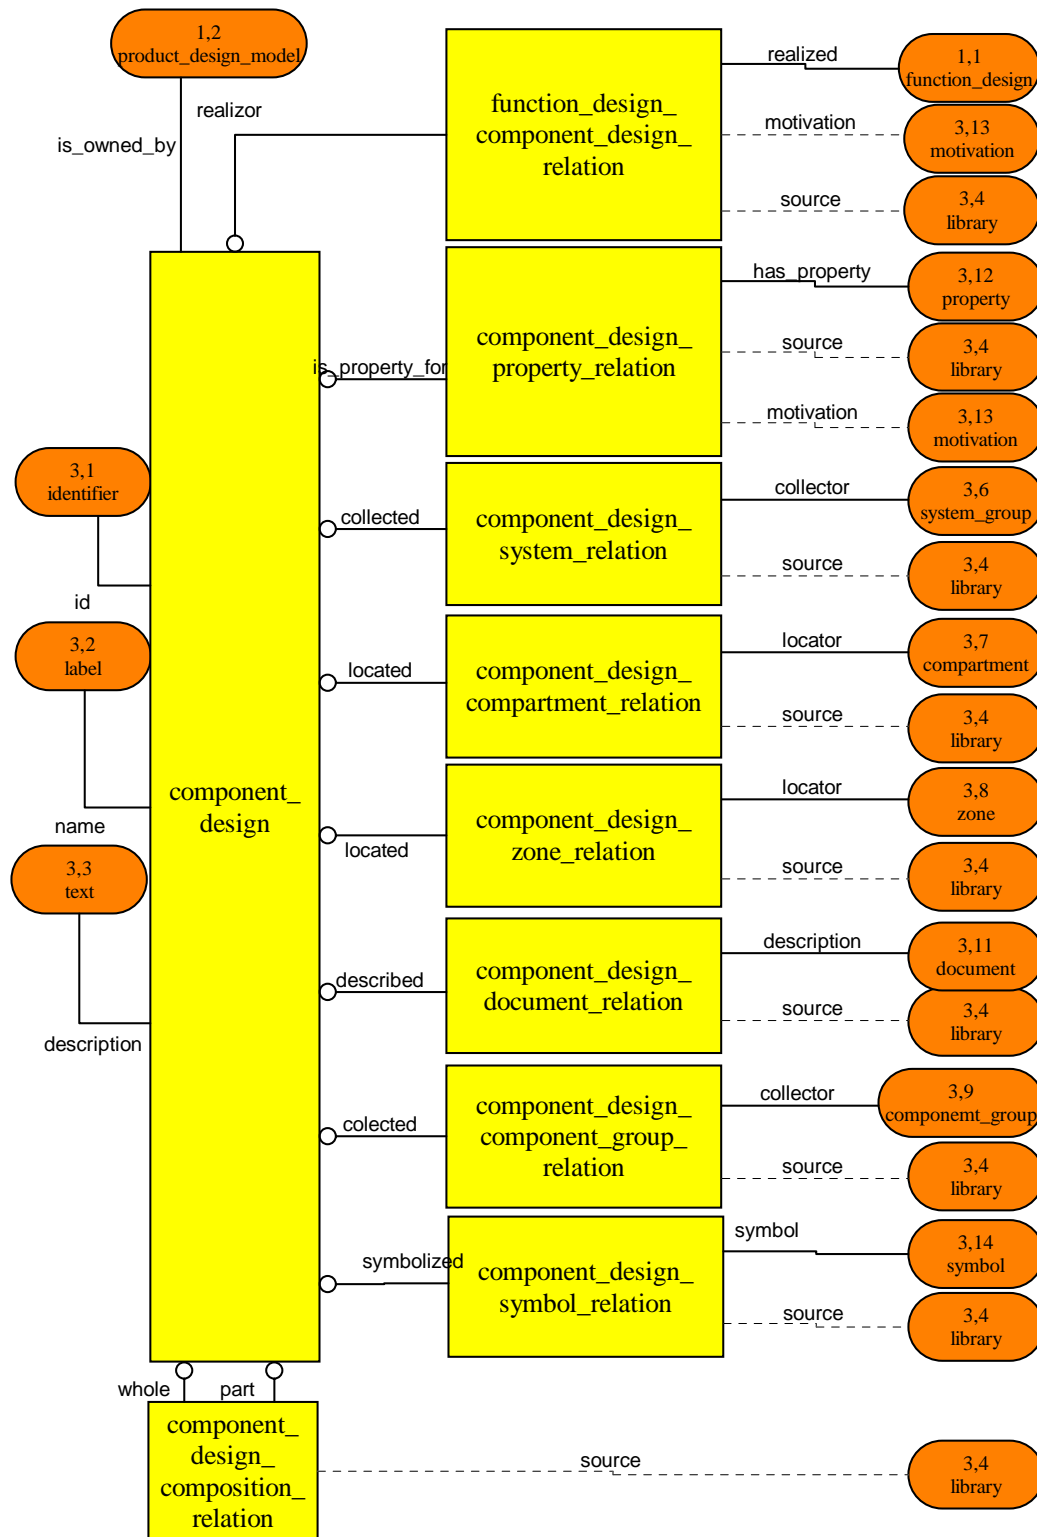 1,2
product_design_model
realizor
is_owned_by
function_design_
component_design_
relation
realized
1,1
function_design
motivation
3,13
motivation
source
3,4
library
is_property_for
component_design_
property_relation
has_property
3,12
property
source
3,4
library
motivation
3,13
motivation
3,1
identifier
id
collected
component_design_
system_relation
collector
3,6
system_group
source
3,4
library
3,2
label
name
located
component_design_
compartment_relation
locator
3,7
compartment
source
3,4
library
component_
design
located
component_design_
zone_relation
locator
3,8
zone
source
3,4
library
3,3
text
description
described
component_design_
document_relation
description
3,11
document
source
3,4
library
colected
component_design_
component_group_
relation
collector
3,9
componemt_group
source
3,4
library
symbolized
component_design_
symbol_relation
symbol
3,14
symbol
source
3,4
library
whole
part
component_
design_
composition_
relation
source
3,4
library